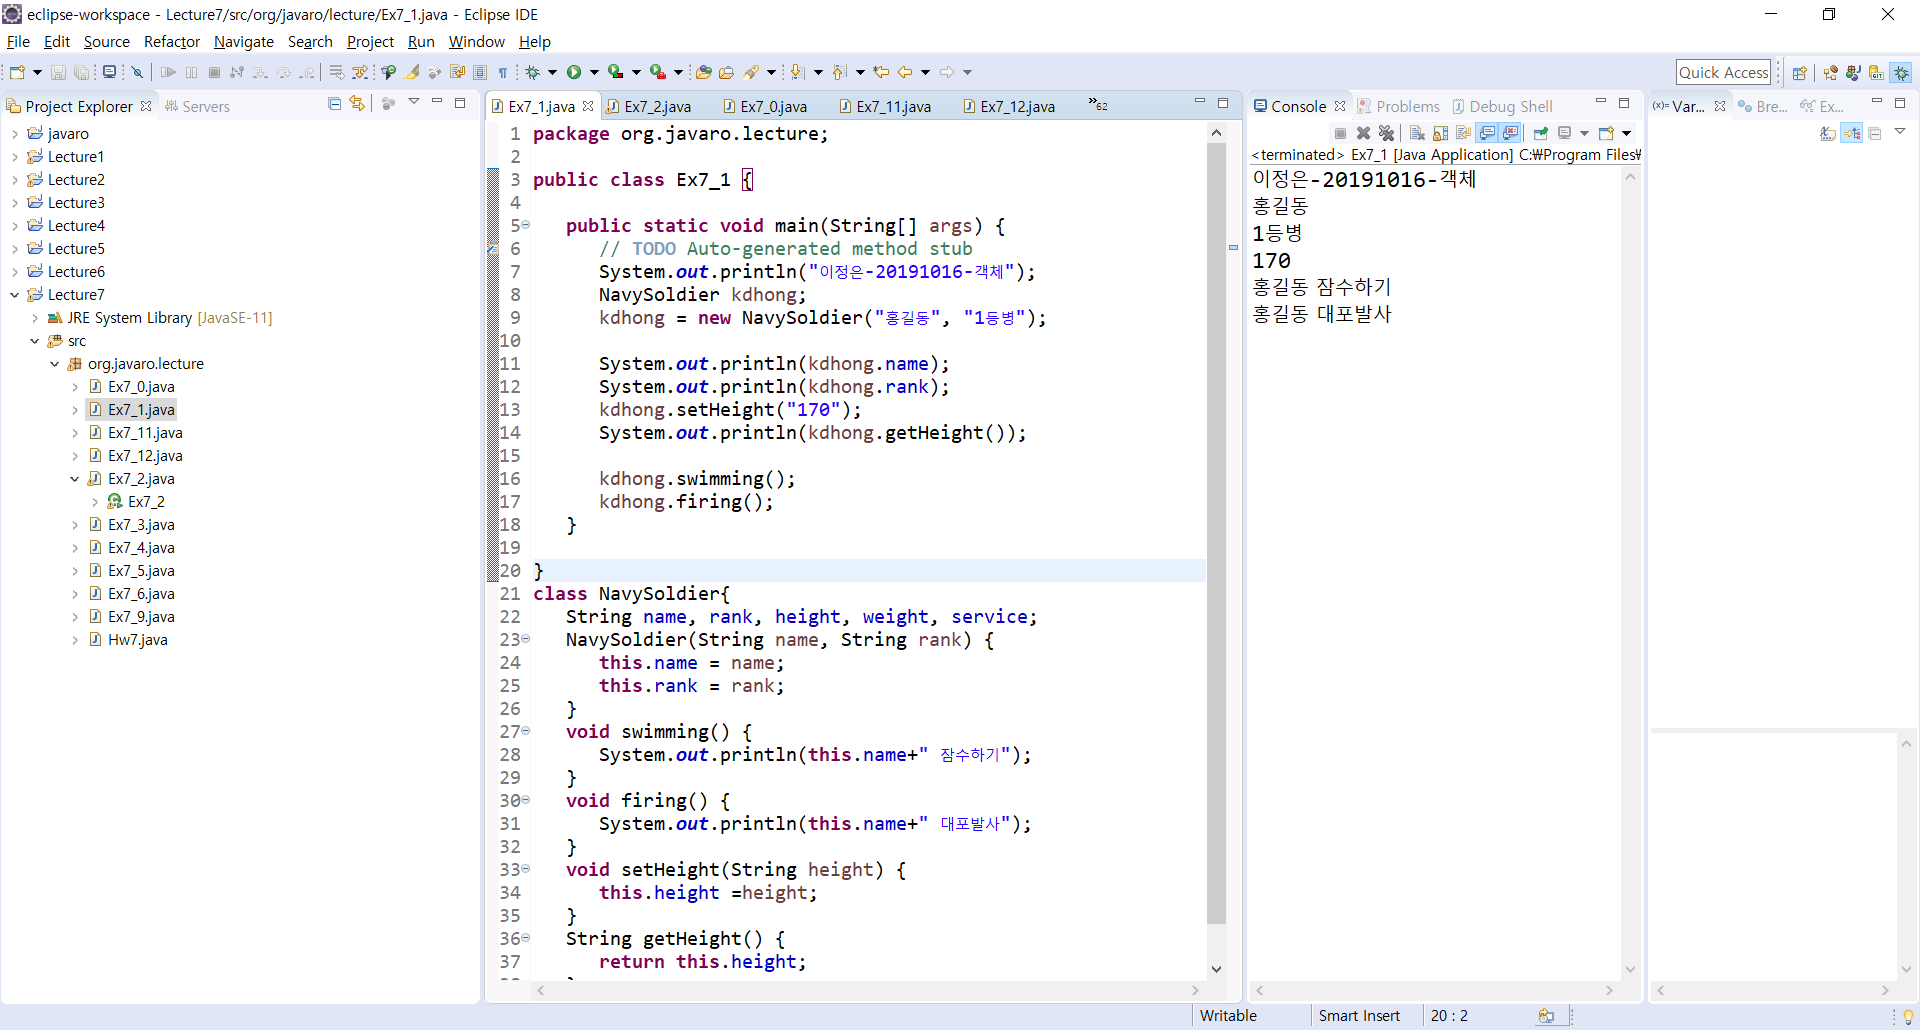 eclipse-workspace - Lecture7/src/org/javaro/lecture/Ex7_1.java - Eclipse IDE
File Edit Source Refactor Navigate Search Project Run Window Help
Quick Access
Project Explorer Servers
javaro
Lecture1
Lecture2
Lecture3
Lecture4
Lecture5
Lecture6
Lecture7
JRE System Library [JavaSE-11]
src
org.javaro.lecture
Ex7_0.java
Ex7_1.java
Ex7_11.java
Ex7_12.java
Ex7_2.java
Ex7_2
Ex7_3.java
Ex7_4.java
Ex7_5.java
Ex7_6.java
Ex7_9.java
Hw7.java
Ex7_1.java Ex7_2.java Ex7_0.java Ex7_11.java Ex7_12.java »62
1 package org.javaro.lecture;
2
3 public class Ex7_1 {
4
5 public static void main(String[] args) {
6 // TODO Auto-generated method stub
7 System.out.println("이정은-20191016-객체");
8 NavySoldier kdhong;
9 kdhong = new NavySoldier("홍길동", "1등병");
10
11 System.out.println(kdhong.name);
12 System.out.println(kdhong.rank);
13 kdhong.setHeight("170");
14 System.out.println(kdhong.getHeight());
15
16 kdhong.swimming();
17 kdhong.firing();
18 }
19
20 }
21 class NavySoldier{
22 String name, rank, height, weight, service;
23 NavySoldier(String name, String rank) {
24 this.name = name;
25 this.rank = rank;
26 }
27 void swimming() {
28 System.out.println(this.name+" 잠수하기");
29 }
30 void firing() {
31 System.out.println(this.name+" 대포발사");
32 }
33 void setHeight(String height) {
34 this.height =height;
35 }
36 String getHeight() {
37 return this.height;
Console Problems Debug Shell
<terminated> Ex7_1 [Java Application] C:₩Program Files₩
이정은-20191016-객체
홍길동
1등병
170
홍길동 잠수하기
홍길동 대포발사
(x)= Var... Bre... Ex...
Writable Smart Insert 20 : 2